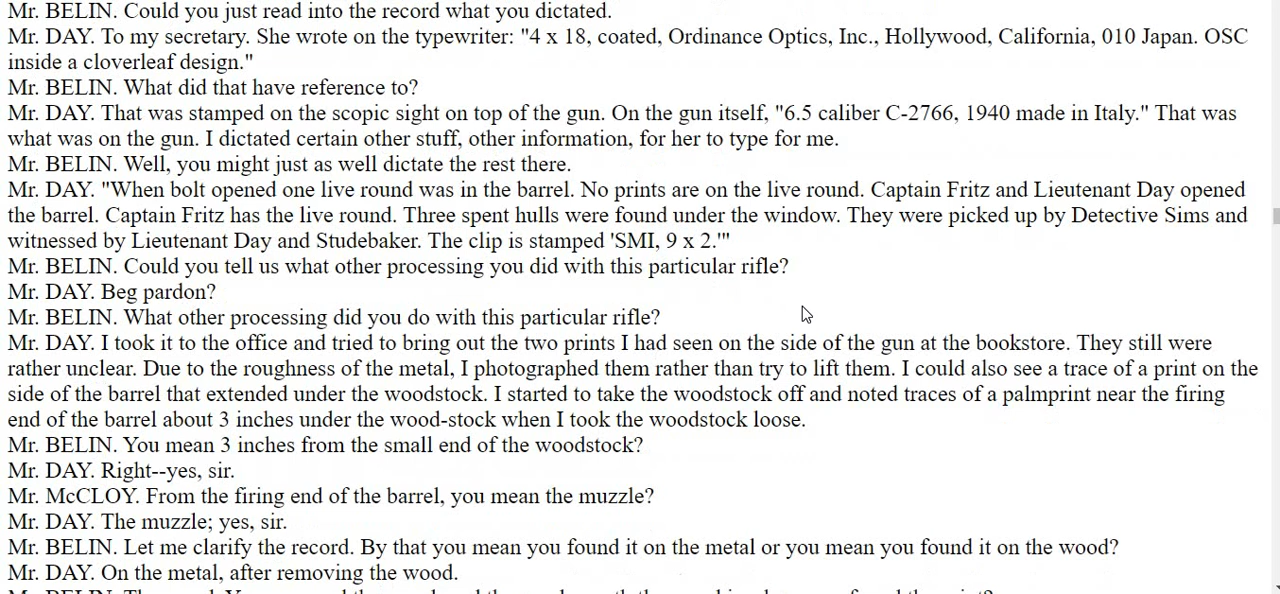 Mr. BELIN. Could you just read into the record what you dictated.
Mr. DAY. To my secretary. She wrote on the typewriter: "4 x 18, coated, Ordinance Optics, Inc., Hollywood, California, 010 Japan. OSC
inside a cloverleaf design."
Mr. BELIN. What did that have reference to?
Mr. DAY. That was stamped on the scopic sight on top of the gun. On the gun itself, "6.5 caliber C-2766, 1940 made in Italy." That was
what was on the gun. I dictated certain other stuff, other information, for her to type for me.
Mr. BELIN. Well, you might just as well dictate the rest there.
Mr. DAY. "When bolt opened one live round was in the barrel. No prints are on the live round. Captain Fritz and Lieutenant Day opened
the barrel. Captain Fritz has the live round. Three spent hulls were found under the window. They were picked up by Detective Sims and
witnessed by Lieutenant Day and Studebaker. The clip is stamped 'SMI, 9 x 2.'"
Mr. BELIN. Could you tell us what other processing you did with this particular rifle?
Mr. DAY. Beg pardon?
Mr. BELIN. What other processing did you do with this particular rifle?
Mr. DAY. I took it to the office and tried to bring out the two prints I had seen on the side of the gun at the bookstore. They still were
rather unclear. Due to the roughness of the metal, I photographed them rather than try to lift them. I could also see a trace of a print on the
side of the barrel that extended under the woodstock. I started to take the woodstock off and noted traces of a palmprint near the firing
end of the barrel about 3 inches under the wood-stock when I took the woodstock loose.
Mr. BELIN. You mean 3 inches from the small end of the woodstock?
Mr. DAY. Right--yes, sir.
Mr. McCLOY. From the firing end of the barrel, you mean the muzzle?
Mr. DAY. The muzzle; yes, sir.
Mr. BELIN. Let me clarify the record. By that you mean you found it on the metal or you mean you found it on the wood?
Mr. DAY. On the metal, after removing the wood.